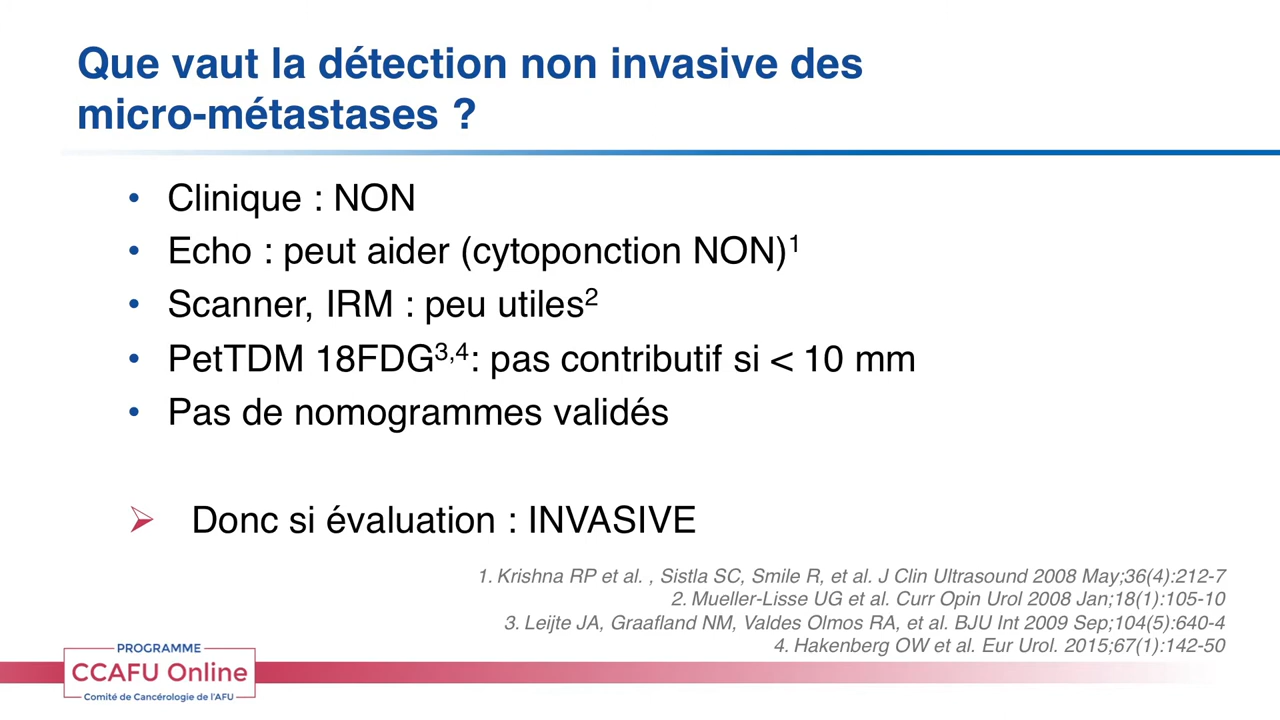 Que vaut la détection non invasive des
micro-métastases ?
• Clinique : NON
• Echo : peut aider (cytoponction NON)¹
• Scanner, IRM : peu utiles²
• PetTDM 18FDG³,⁴: pas contributif si < 10 mm
• Pas de nomogrammes validés
➢ Donc si évaluation : INVASIVE
1. Krishna RP et al. , Sistla SC, Smile R, et al. J Clin Ultrasound 2008 May;36(4):212-7
2. Mueller-Lisse UG et al. Curr Opin Urol 2008 Jan;18(1):105-10
3. Leijte JA, Graafland NM, Valdes Olmos RA, et al. BJU Int 2009 Sep;104(5):640-4
4. Hakenberg OW et al. Eur Urol. 2015;67(1):142-50
PROGRAMME
CCAFU Online
Comité de Cancérologie de l'AFU